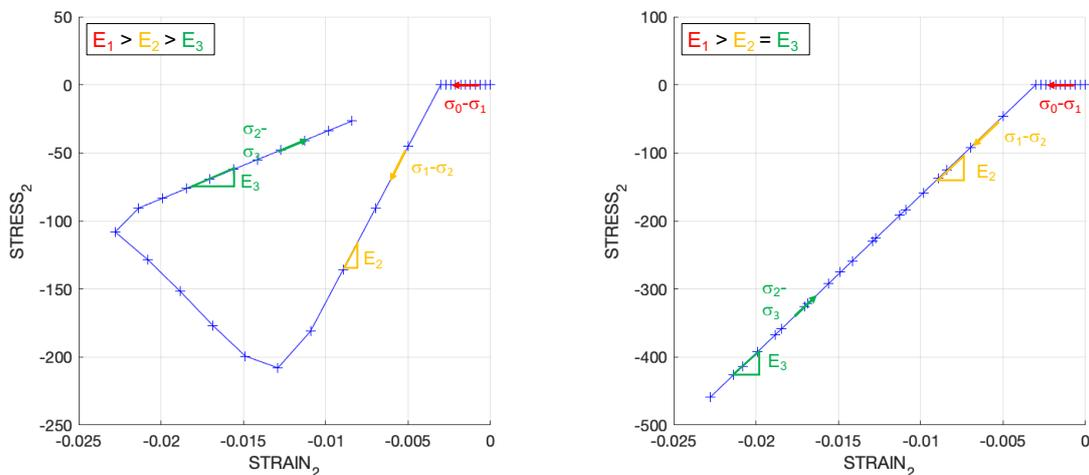 50
E₁ > E₂ > E₃
0
σ₀-σ₁
σ₂-
σ₃
-50
σ₁-σ₂
E₃
-100
E₂
-150
-200
-250
-0.025
-0.02
-0.015
-0.01
-0.005
0
STRAIN₂
STRESS₂
100
E₁ > E₂ = E₃
0
σ₀-σ₁
σ₁-σ₂
-100
E₂
-200
σ₂-
σ₃
-300
E₃
-400
-500
-0.025
-0.02
-0.015
-0.01
-0.005
0
STRAIN₂
STRESS₂